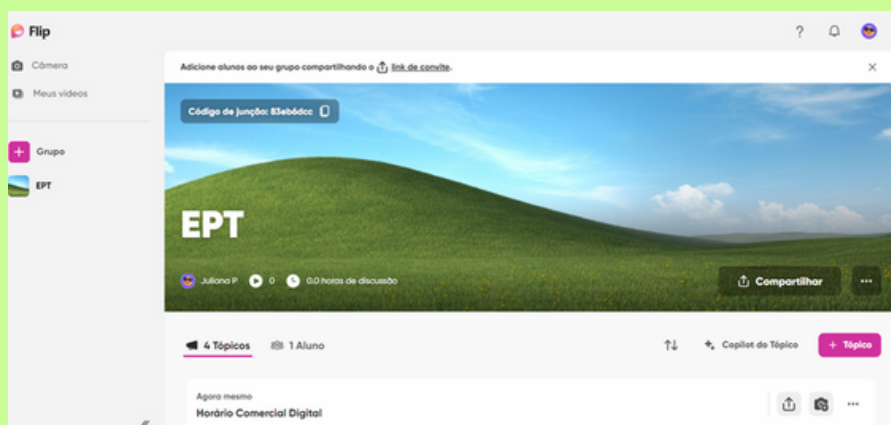 Flip
?
Câmera
Meus vídeos
+ Grupo
EPT
Adicione alunos ao seu grupo compartilhando o link de convite.
Código de junção: 83eb6dcc
EPT
Juliana P 0 0.0 horas de discussão
Compartilhar
4 Tópicos 1 Aluno
Copilot do Tópico + Tópico
Agora mesmo
Horário Comercial Digital